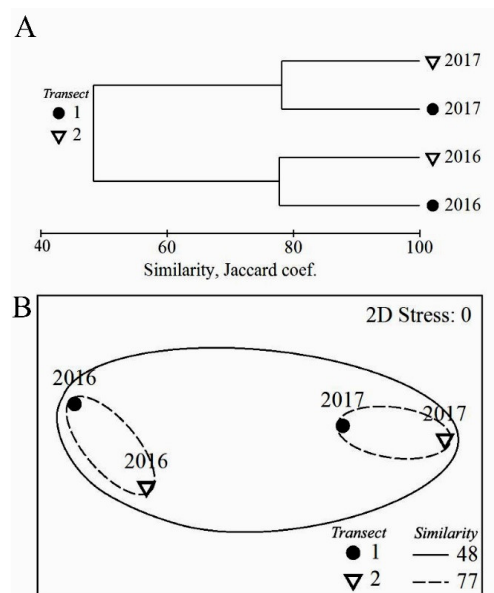 A
2017
Transect
1
2017
2
2016
2016
40 60 80 100
Similarity, Jaccard coef.
B
2D Stress: 0
2016
2017
2017
2016
Transect Similarity
1 48
2 77